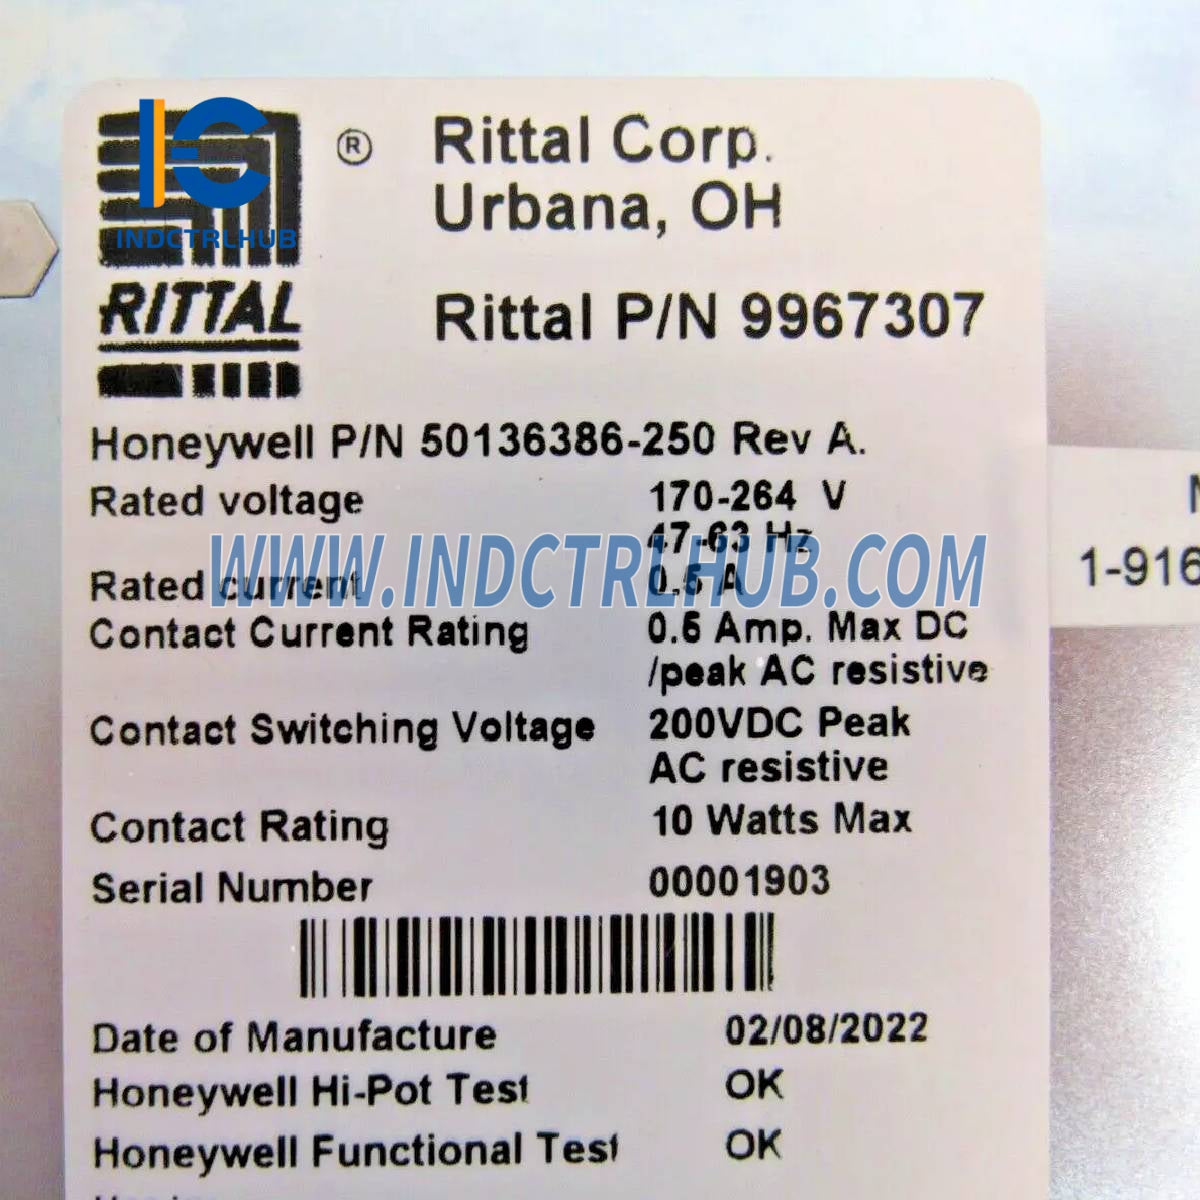 INDCTRLHUB
RITTAL
®
Rittal Corp.
Urbana, OH
Rittal P/N 9967307
Honeywell P/N 50136386-250 Rev A.
Rated voltage 170-264 V
47-63 Hz
WWW.INDCTRLHUB.COM
Rated current 0.5 A
Contact Current Rating 0.5 Amp. Max DC
/peak AC resistive
Contact Switching Voltage 200VDC Peak
AC resistive
Contact Rating 10 Watts Max
Serial Number 00001903
Date of Manufacture 02/08/2022
Honeywell Hi-Pot Test OK
Honeywell Functional Test OK
1-916